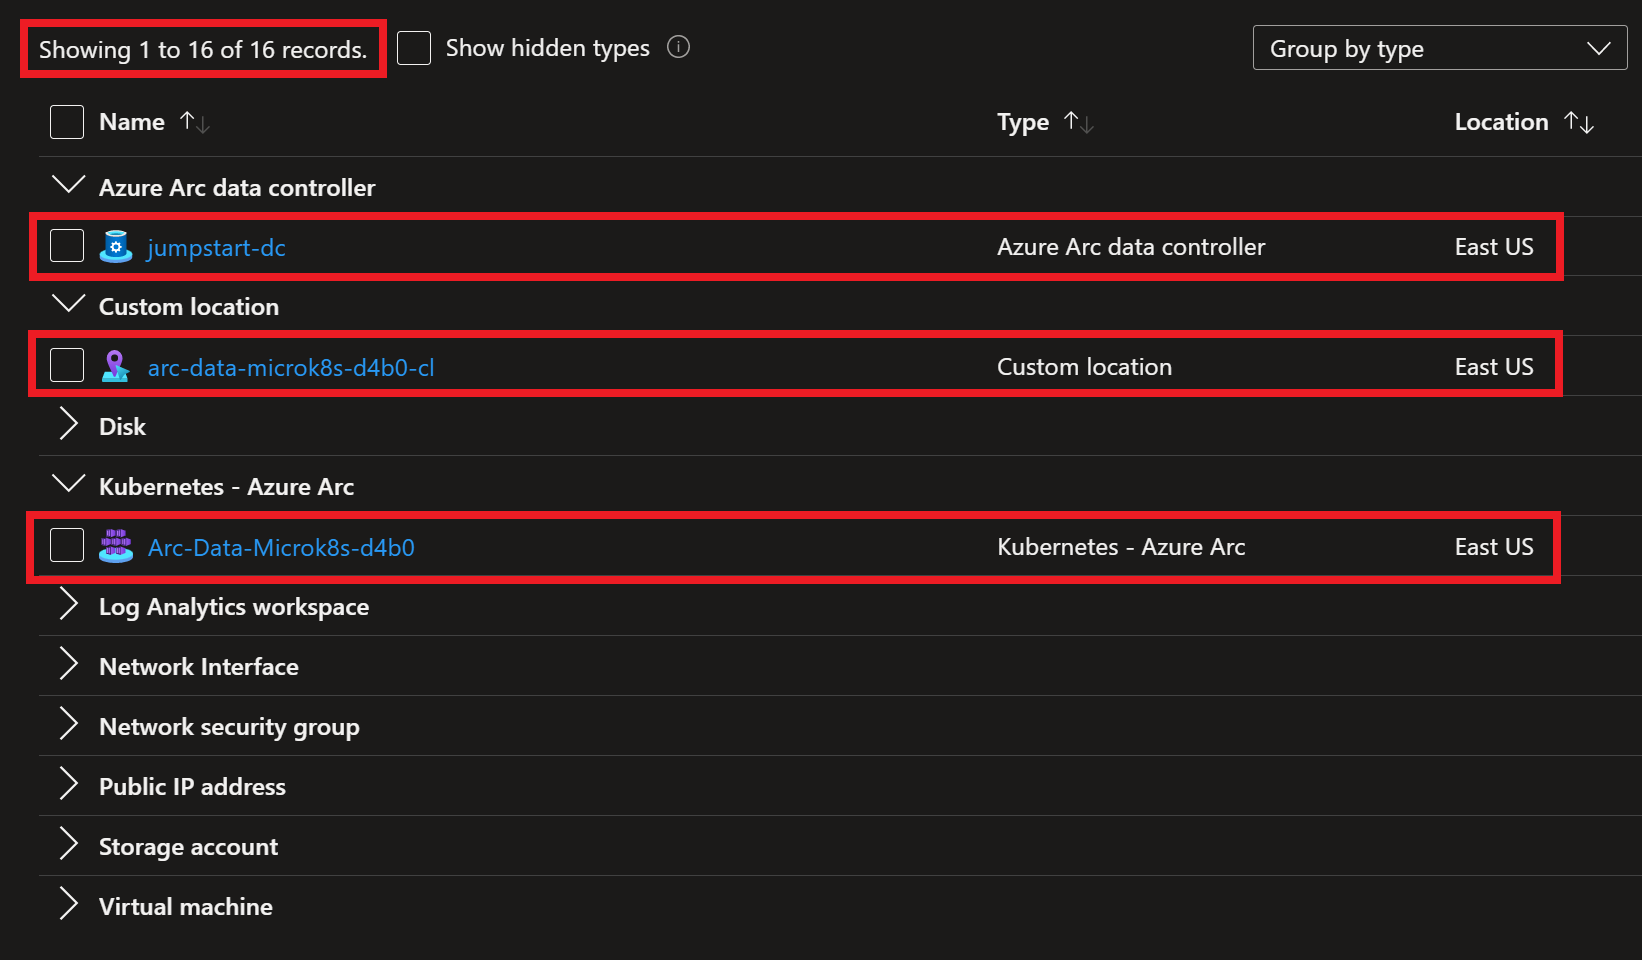 Showing 1 to 16 of 16 records. Show hidden types Group by type
Name Type Location
Azure Arc data controller
jumpstart-dc Azure Arc data controller East US
Custom location
arc-data-microk8s-d4b0-cl Custom location East US
Disk
Kubernetes - Azure Arc
Arc-Data-Microk8s-d4b0 Kubernetes - Azure Arc East US
Log Analytics workspace
Network Interface
Network security group
Public IP address
Storage account
Virtual machine